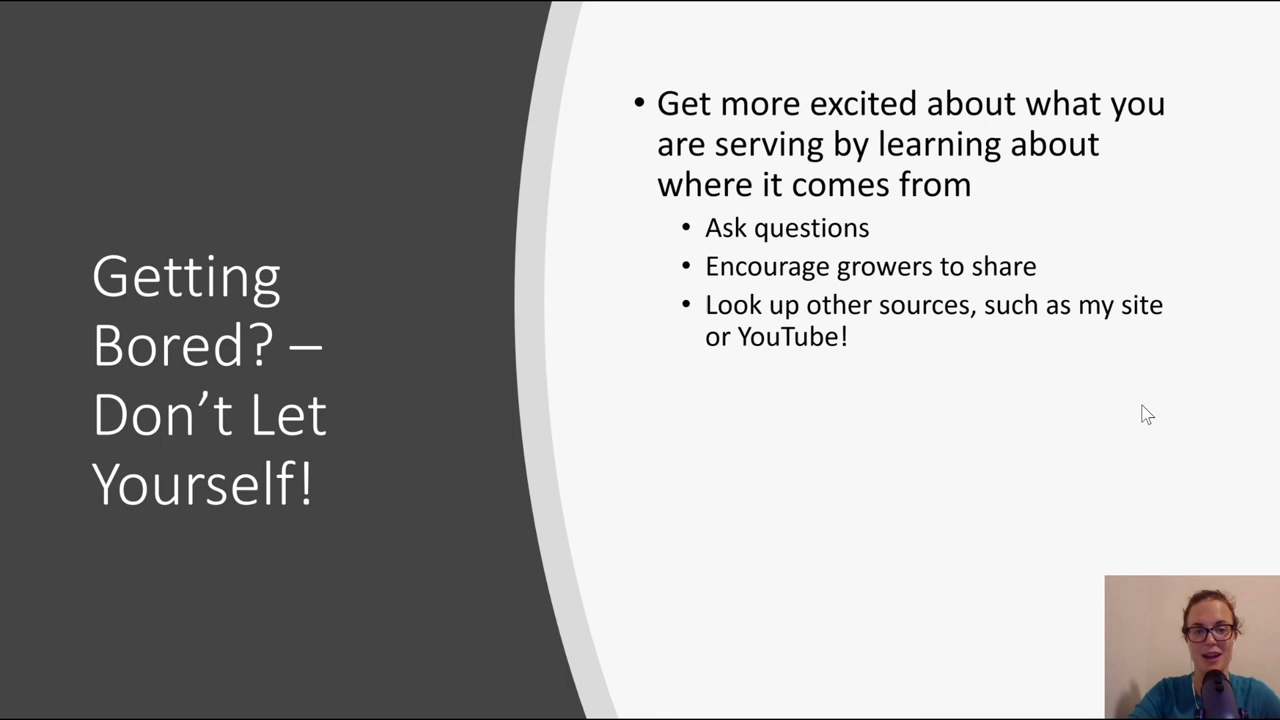 Getting
Bored? –
Don’t Let
Yourself!
• Get more excited about what you
are serving by learning about
where it comes from
• Ask questions
• Encourage growers to share
• Look up other sources, such as my site
or YouTube!